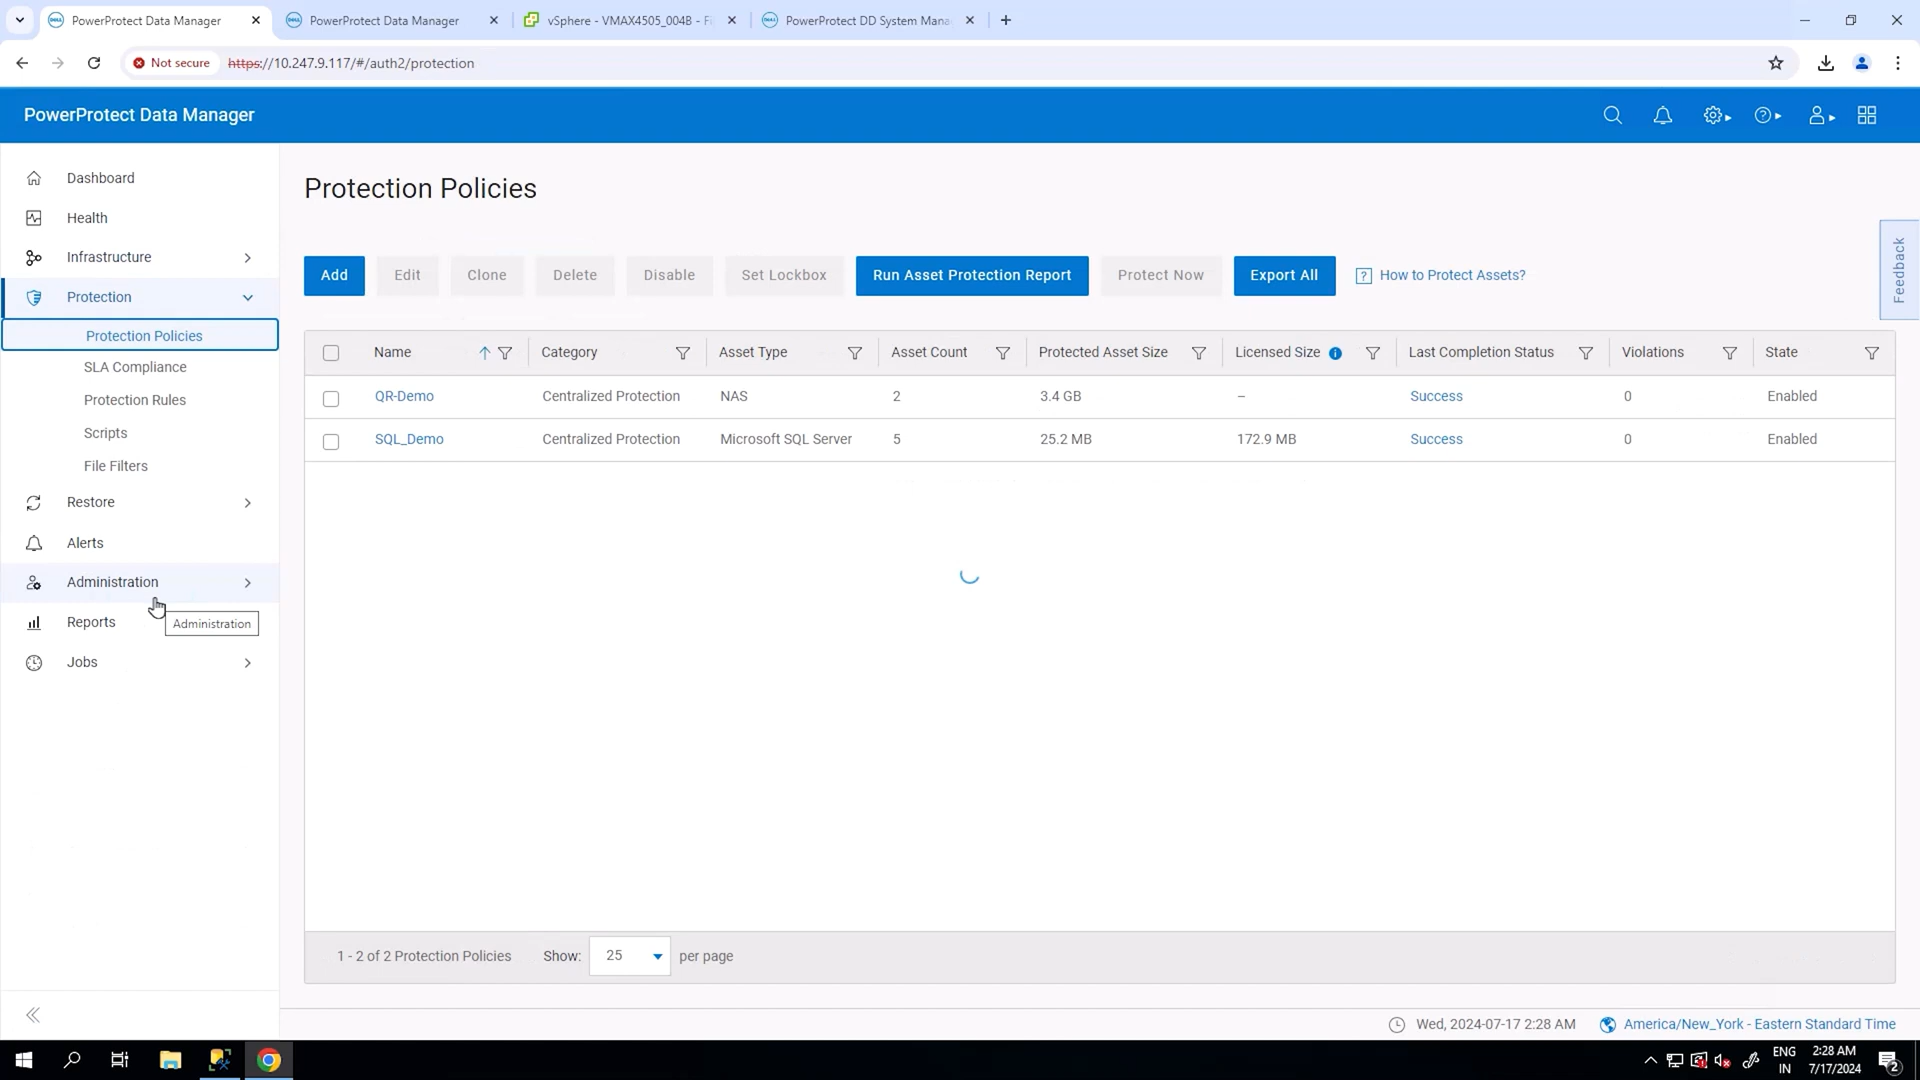 PowerProtect Data Manager
PowerProtect Data Manager
vSphere - VMAX4505_004B - Fi
PowerProtect DD System Mana
Not secure
https://10.247.9.117/#/auth2/protection
PowerProtect Data Manager
Dashboard
Health
Infrastructure
Protection
Protection Policies
SLA Compliance
Protection Rules
Scripts
File Filters
Restore
Alerts
Administration
Administration
Reports
Jobs
Protection Policies
Feedback
Add Edit Clone Delete Disable Set Lockbox Run Asset Protection Report Protect Now Export All ? How to Protect Assets?
Name Category Asset Type Asset Count Protected Asset Size Licensed Size Last Completion Status Violations State
QR-Demo Centralized Protection NAS 2 3.4 GB – Success 0 Enabled
SQL_Demo Centralized Protection Microsoft SQL Server 5 25.2 MB 172.9 MB Success 0 Enabled
1 - 2 of 2 Protection Policies Show: 25 per page
Wed, 2024-07-17 2:28 AM America/New_York - Eastern Standard Time
ENG
IN
2:28 AM
7/17/2024
2